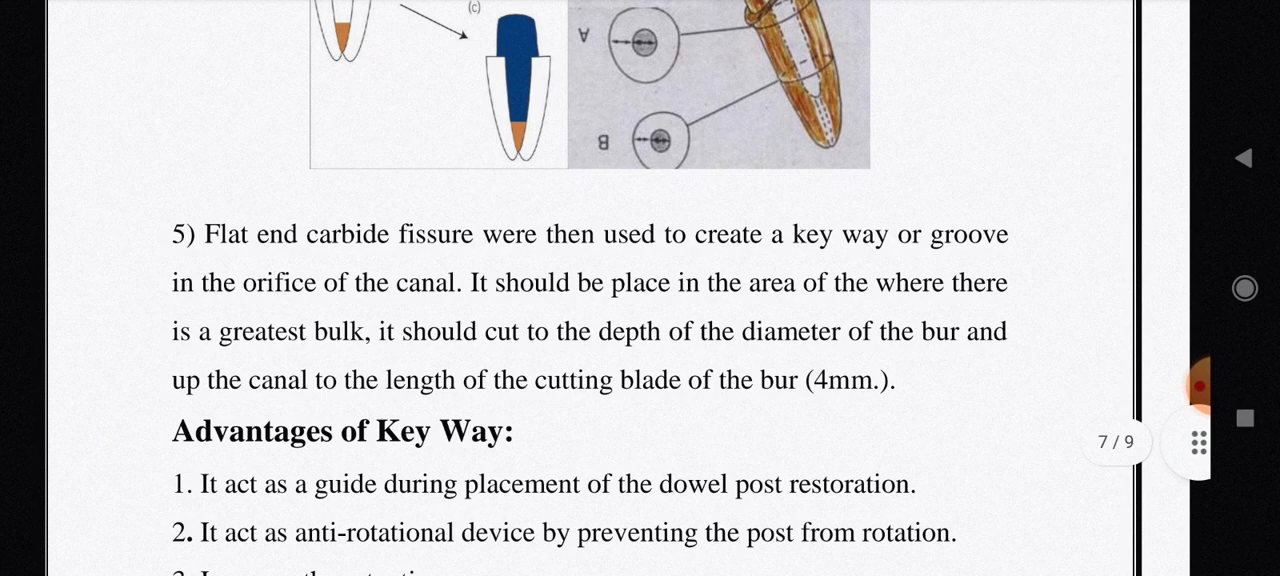 (c)
A
B
5) Flat end carbide fissure were then used to create a key way or groove
in the orifice of the canal. It should be place in the area of the where there
is a greatest bulk, it should cut to the depth of the diameter of the bur and
up the canal to the length of the cutting blade of the bur (4mm.).
Advantages of Key Way:
1. It act as a guide during placement of the dowel post restoration.
2. It act as anti-rotational device by preventing the post from rotation.
7 / 9